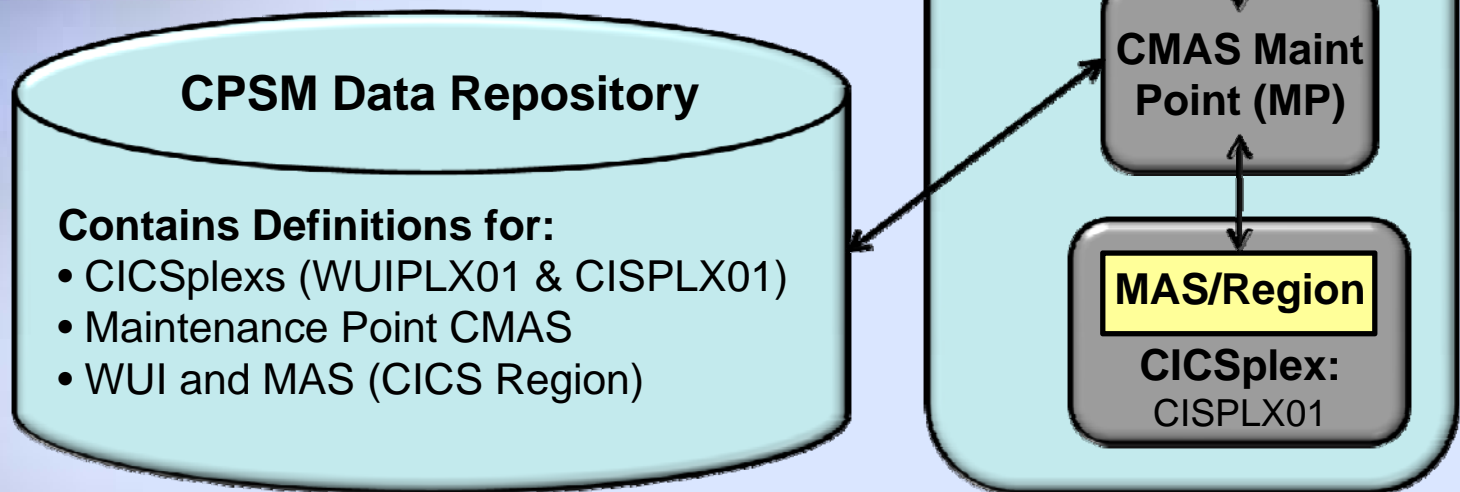 CPSM Data Repository
Contains Definitions for:
• CICSplexs (WUIPLX01 & CISPLX01)
• Maintenance Point CMAS
• WUI and MAS (CICS Region)
CMAS Maint
Point (MP)
MAS/Region
CICSplex:
CISPLX01